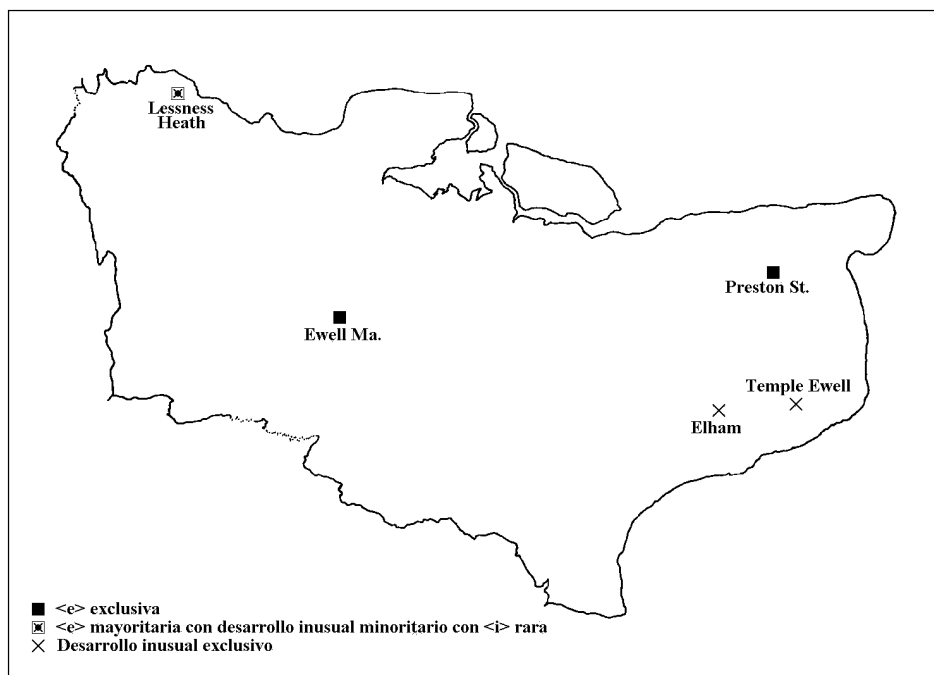 Lessness
Heath
Preston St.
Ewell Ma.
Temple Ewell
Elham
<e> exclusiva
<e> mayoritaria con desarrollo inusual minoritario con <i> rara
Desarrollo inusual exclusivo